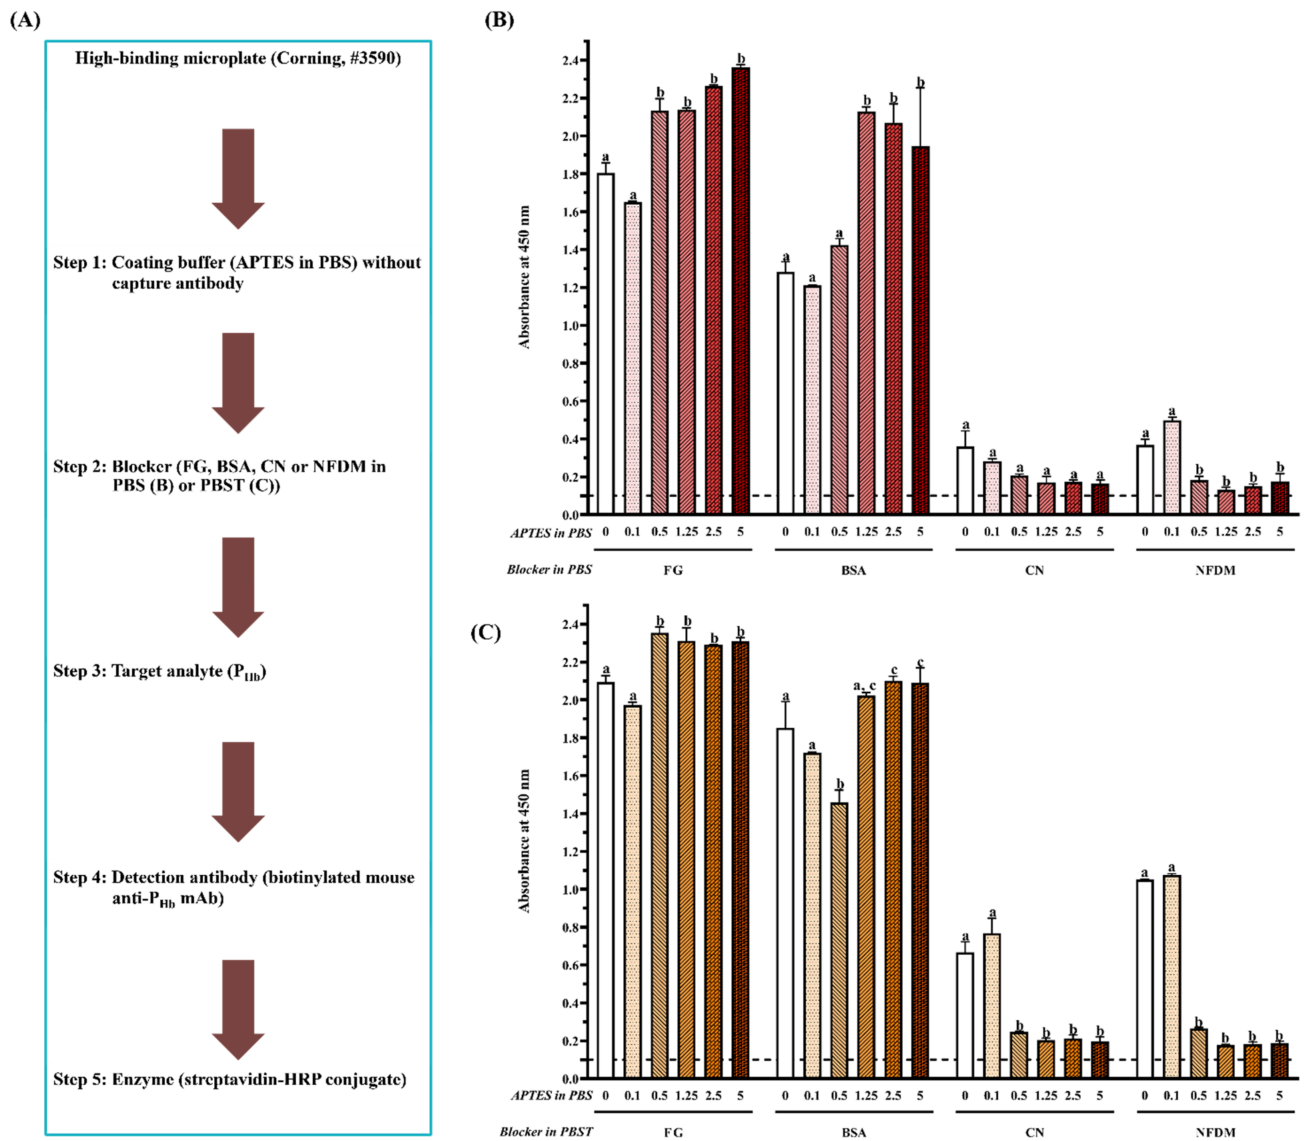 (A)
High-binding microplate (Corning, #3590)
Step 1: Coating buffer (APTES in PBS) without
capture antibody
Step 2: Blocker (FG, BSA, CN or NFDM in
PBS (B) or PBST (C))
Step 3: Target analyte (PHb)
Step 4: Detection antibody (biotinylated mouse
anti-PHb mAb)
Step 5: Enzyme (streptavidin-HRP conjugate)
(B)
Absorbance at 450 nm
2.4
2.2
2.0
1.8
1.6
1.4
1.2
1.0
0.8
0.6
0.4
0.2
0.0
a a b b b b a a a b b b a a a a a a a a b b b b
APTES in PBS 0 0.1 0.5 1.25 2.5 5 0 0.1 0.5 1.25 2.5 5 0 0.1 0.5 1.25 2.5 5 0 0.1 0.5 1.25 2.5 5
Blocker in PBS FG BSA CN NFDM
(C)
Absorbance at 450 nm
2.4
2.2
2.0
1.8
1.6
1.4
1.2
1.0
0.8
0.6
0.4
0.2
0.0
a a b b b b a a b a, c c c a a b b b b a a b b b b
APTES in PBS 0 0.1 0.5 1.25 2.5 5 0 0.1 0.5 1.25 2.5 5 0 0.1 0.5 1.25 2.5 5 0 0.1 0.5 1.25 2.5 5
Blocker in PBST FG BSA CN NFDM